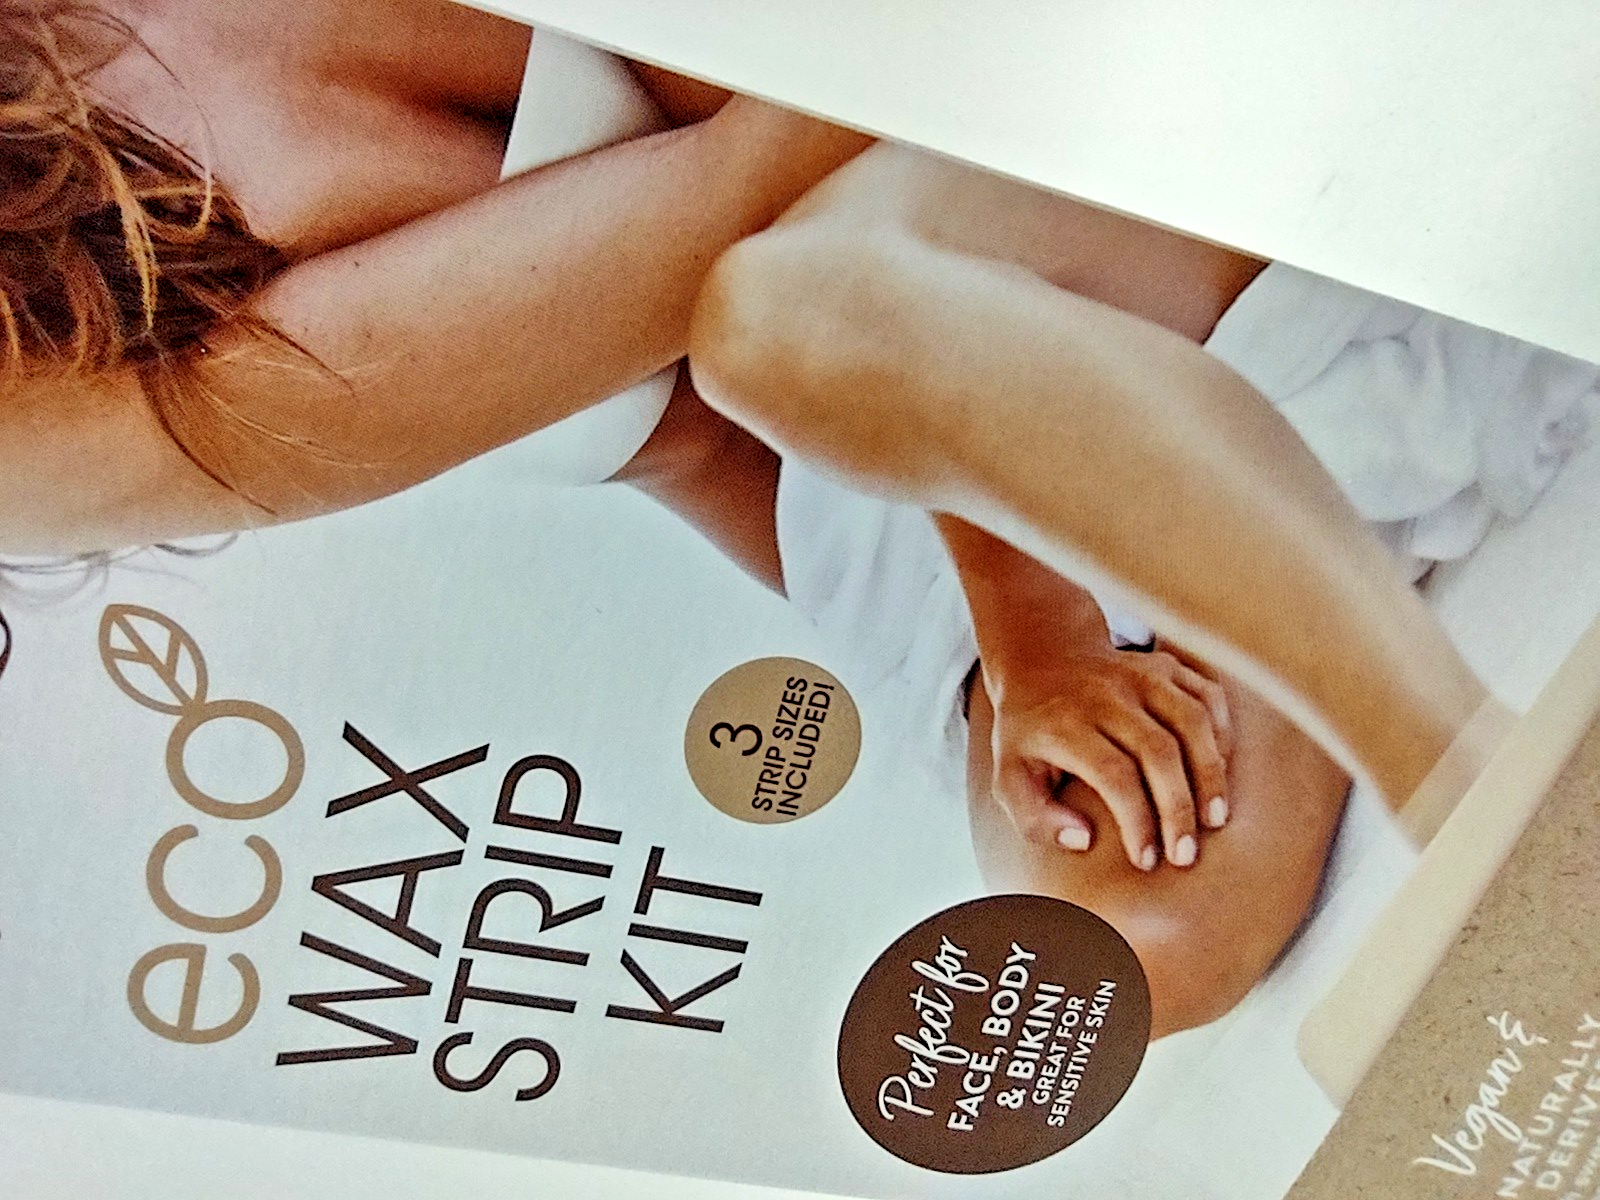 eco
WAX
STRIP
KIT
3
STRIP SIZES
INCLUDED!
Perfect for
FACE, BODY
& BIKINI
GREAT FOR
SENSITIVE SKIN
Vegan &
NATURALLY